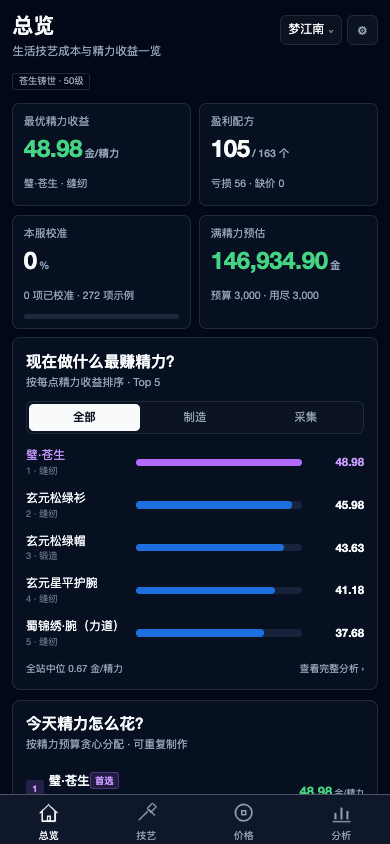 总览
生活技艺成本与精力收益一览
梦江南
苍生铸世 · 50级
最优精力收益
48.98 金/精力
璧·苍生 · 缝纫
盈利配方
105 / 163 个
亏损 56 · 缺价 0
本服校准
0 %
0 项已校准 · 272 项示例
满精力预估
146,934.90 金
预算 3,000 · 用尽 3,000
现在做什么最赚精力?
按每点精力收益排序 · Top 5
全部 制造 采集
璧·苍生
1 · 缝纫
48.98
玄元松绿衫
2 · 缝纫
45.98
玄元松绿帽
3 · 锻造
43.63
玄元星平护腕
4 · 缝纫
41.18
蜀锦绣·腕（力道）
5 · 缝纫
37.68
全站中位 0.67 金/精力
查看完整分析 ›
今天精力怎么花?
按精力预算贪心分配 · 可重复制作
1 璧·苍生 首选
48.98 金/精力
总览 技艺 价格 分析